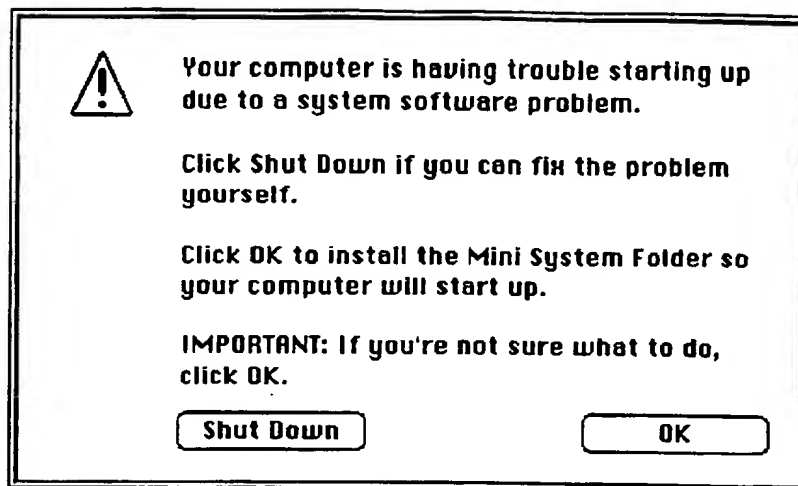 Your computer is having trouble starting up
due to a system software problem.
Click Shut Down if you can fix the problem
yourself.
Click OK to install the Mini System Folder so
your computer will start up.
IMPORTANT: If you're not sure what to do,
click OK.
Shut Down
OK